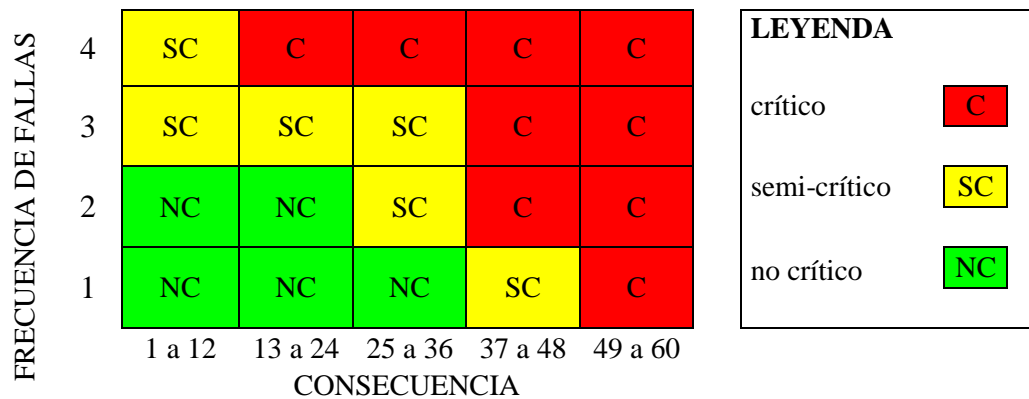 FRECUENCIA DE FALLAS
4 SC C C C C
3 SC SC SC C C
2 NC NC SC C C
1 NC NC NC SC C
1 a 12 13 a 24 25 a 36 37 a 48 49 a 60
CONSECUENCIA
LEYENDA
crítico C
semi-crítico SC
no crítico NC